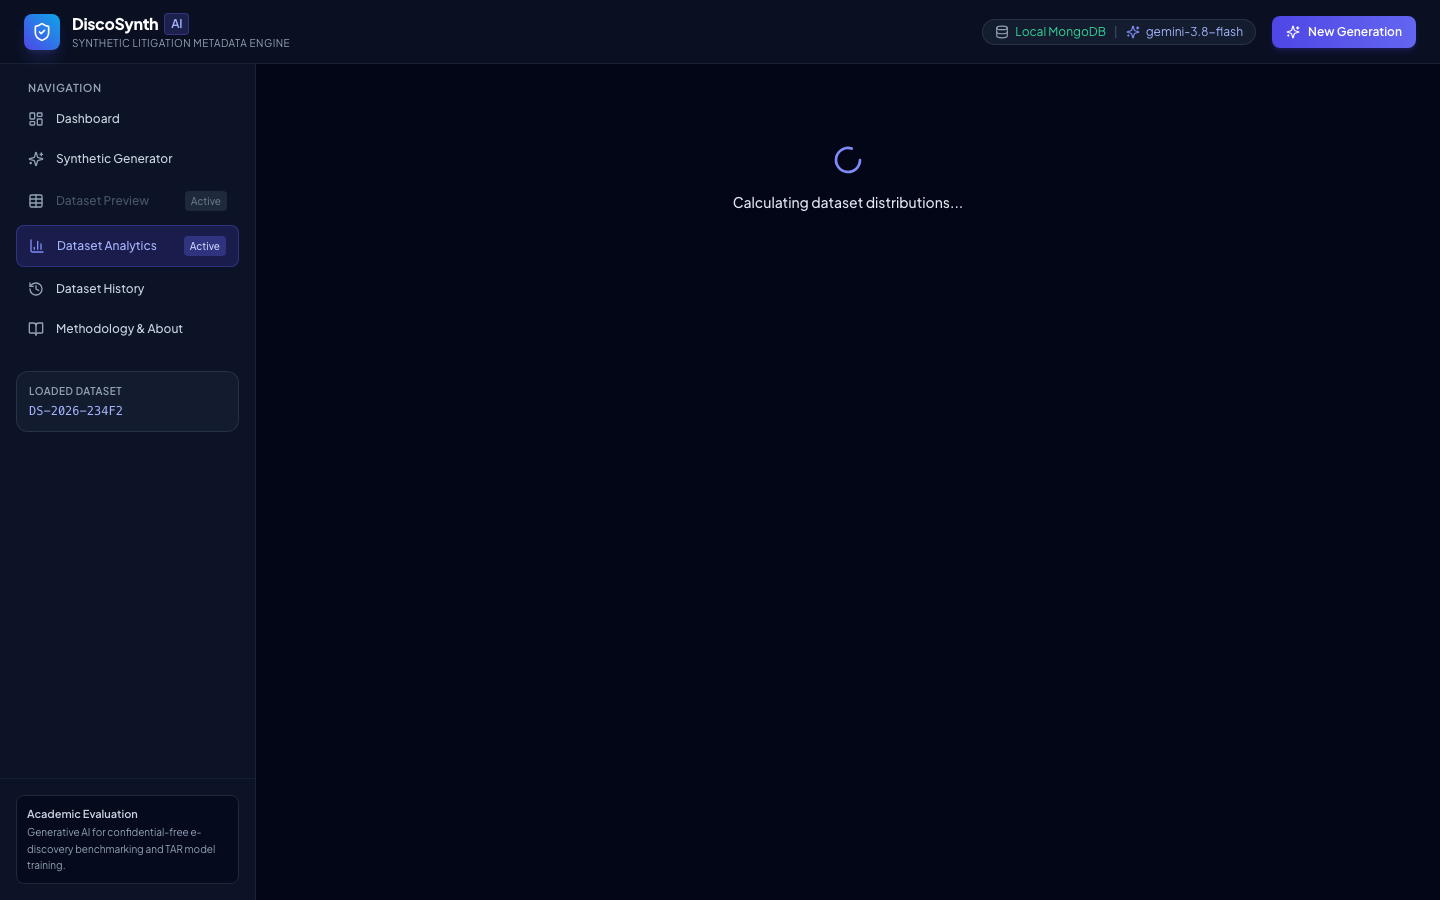 DiscoSynth AI
SYNTHETIC LITIGATION METADATA ENGINE
Local MongoDB | gemini-3.8-flash
New Generation
NAVIGATION
Dashboard
Synthetic Generator
Dataset Preview Active
Dataset Analytics Active
Dataset History
Methodology & About
LOADED DATASET
DS-2026-234F2
Calculating dataset distributions...
Academic Evaluation
Generative AI for confidential-free e-
discovery benchmarking and TAR model
training.